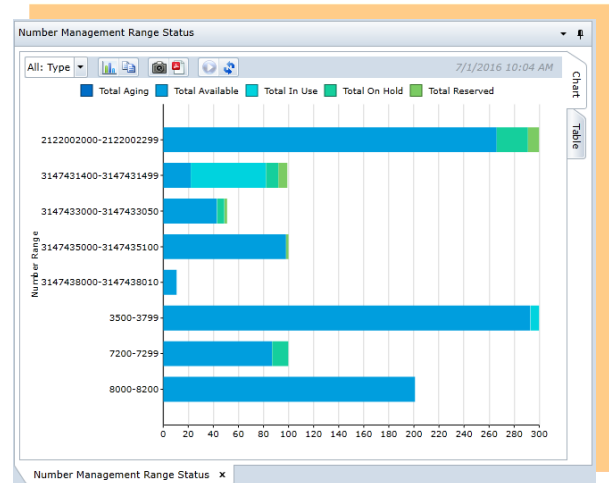 Number Management Range Status
All: Type
7/1/2016 10:04 AM
Chart
Table
Total Aging Total Available Total In Use Total On Hold Total Reserved
Number Range
2122002000-2122002299
3147431400-3147431499
3147433000-3147433050
3147435000-3147435100
3147438000-3147438010
3500-3799
7200-7299
8000-8200
0 20 40 60 80 100 120 140 160 180 200 220 240 260 280 300
Number Management Range Status x